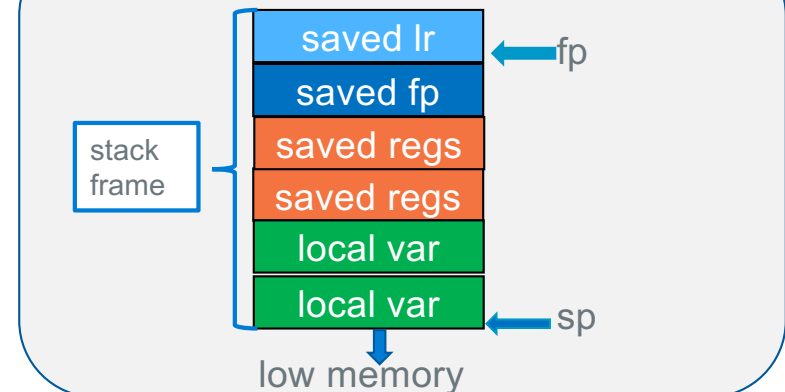 saved lr
fp
saved fp
stack
frame
saved regs
saved regs
local var
local var
sp
low memory